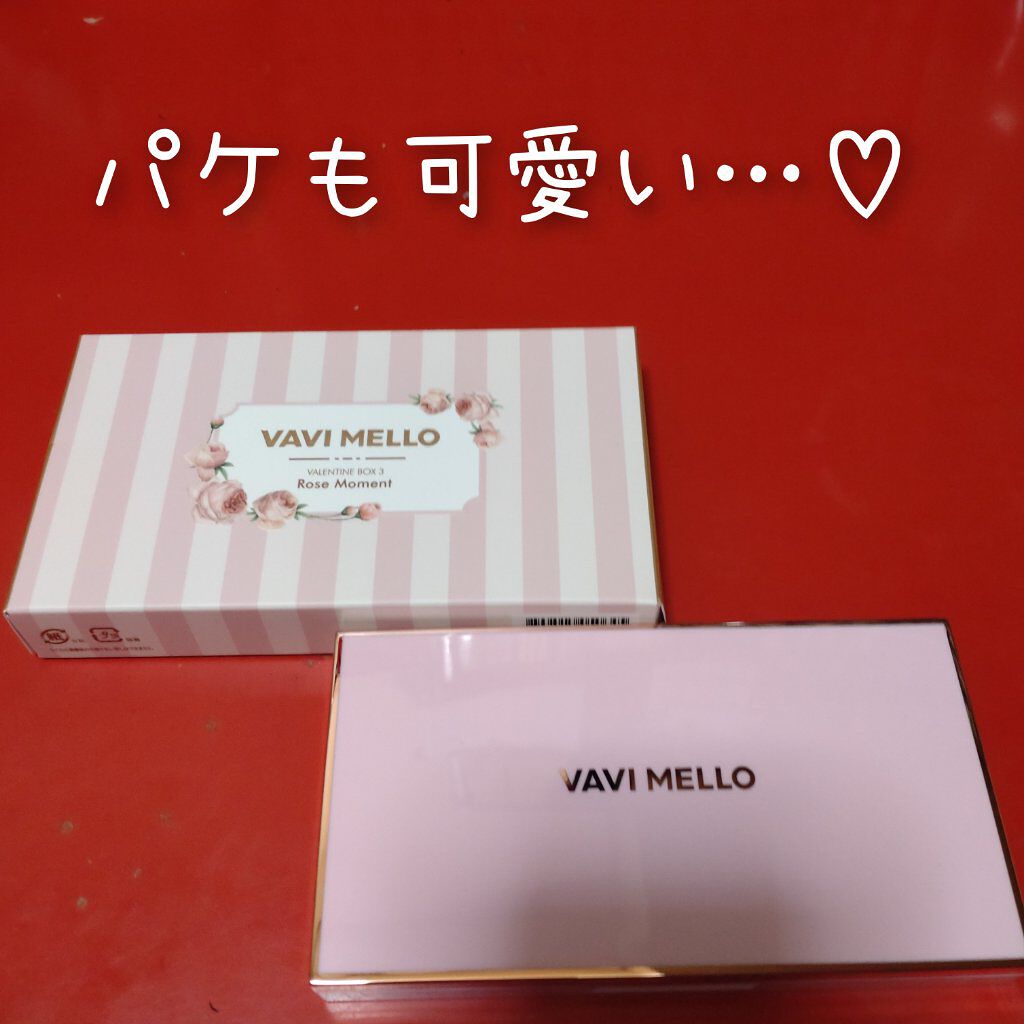 パケも可愛い…♡
VAVI MELLO
VALENTINE BOX 3
Rose Moment
VAVI MELLO